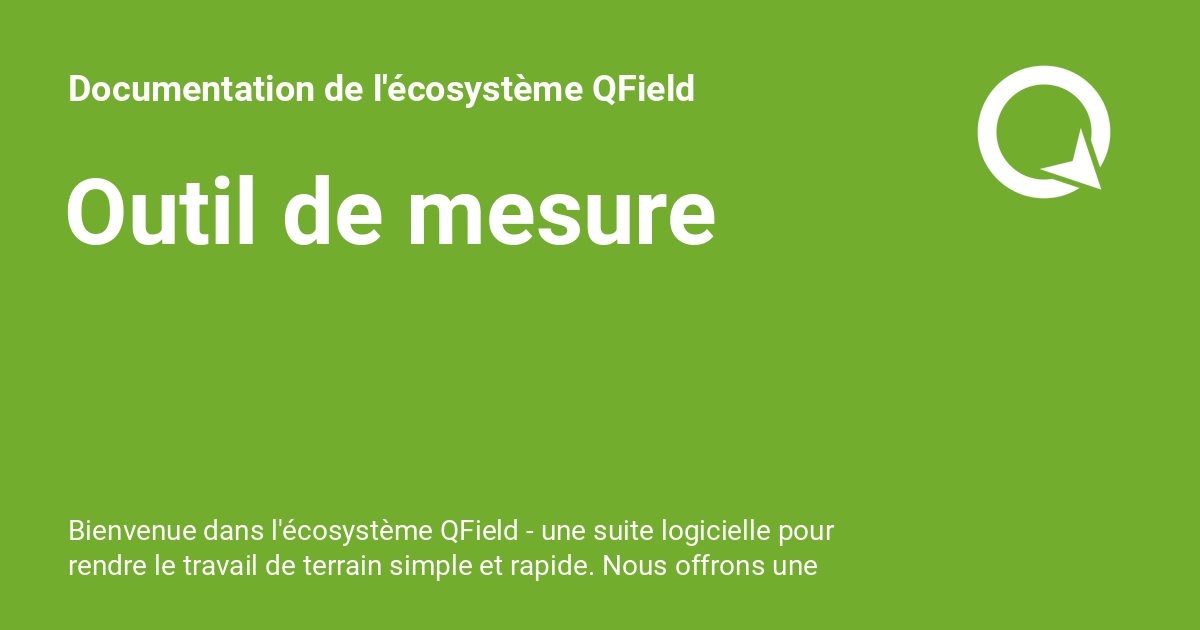 Documentation de l'écosystème QField
Outil de mesure
Bienvenue dans l'écosystème QField - une suite logicielle pour
rendre le travail de terrain simple et rapide. Nous offrons une